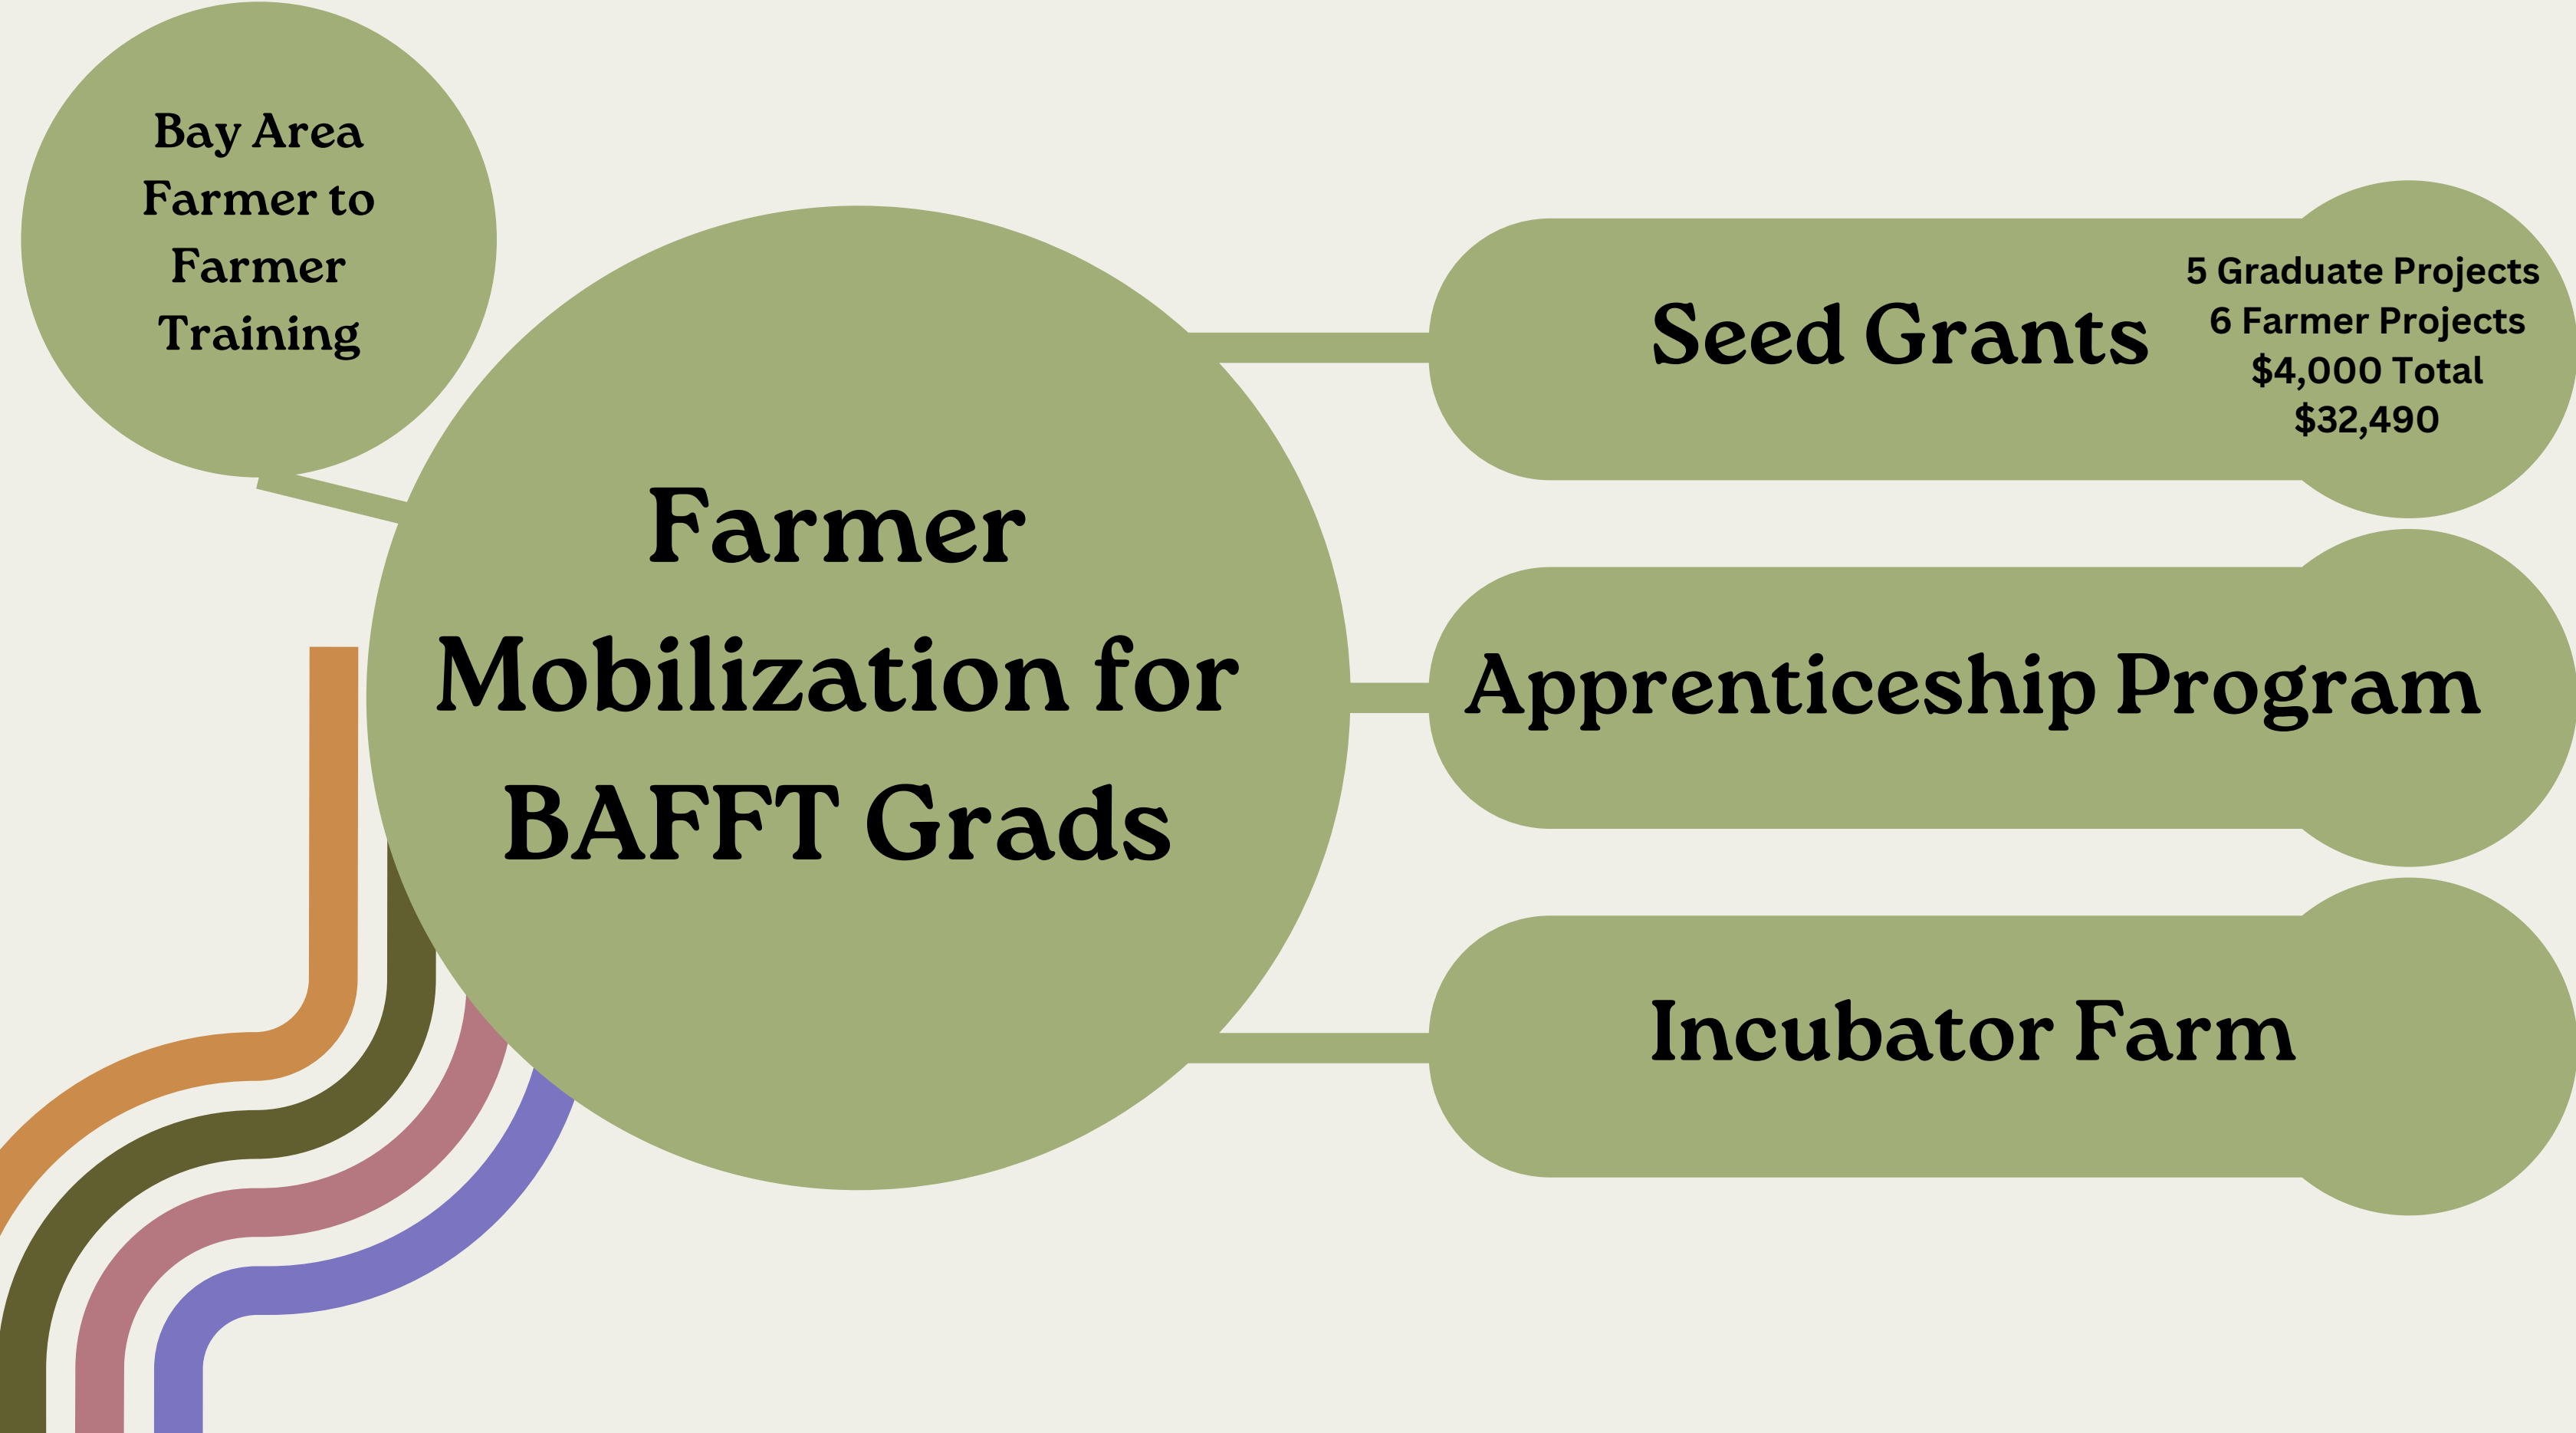 Bay Area
Farmer to
Farmer
Training
Farmer
Mobilization for
BAFFT Grads
Seed Grants
5 Graduate Projects
6 Farmer Projects
$4,000 Total
$32,490
Apprenticeship Program
Incubator Farm